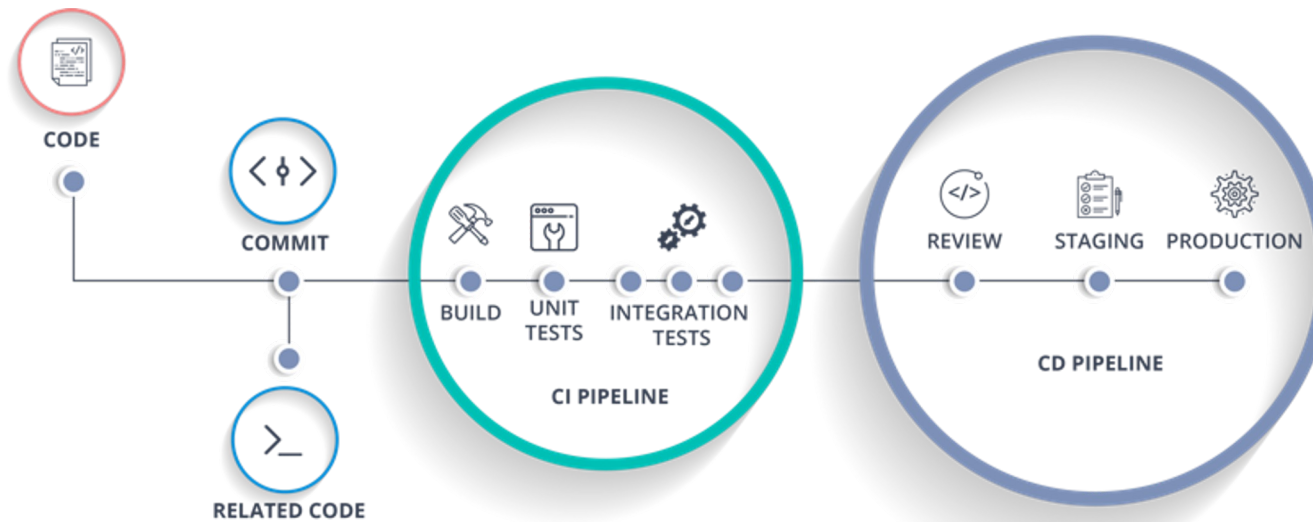 CODE
COMMIT
RELATED CODE
BUILD
UNIT
TESTS
INTEGRATION
TESTS
CI PIPELINE
REVIEW
STAGING
PRODUCTION
CD PIPELINE